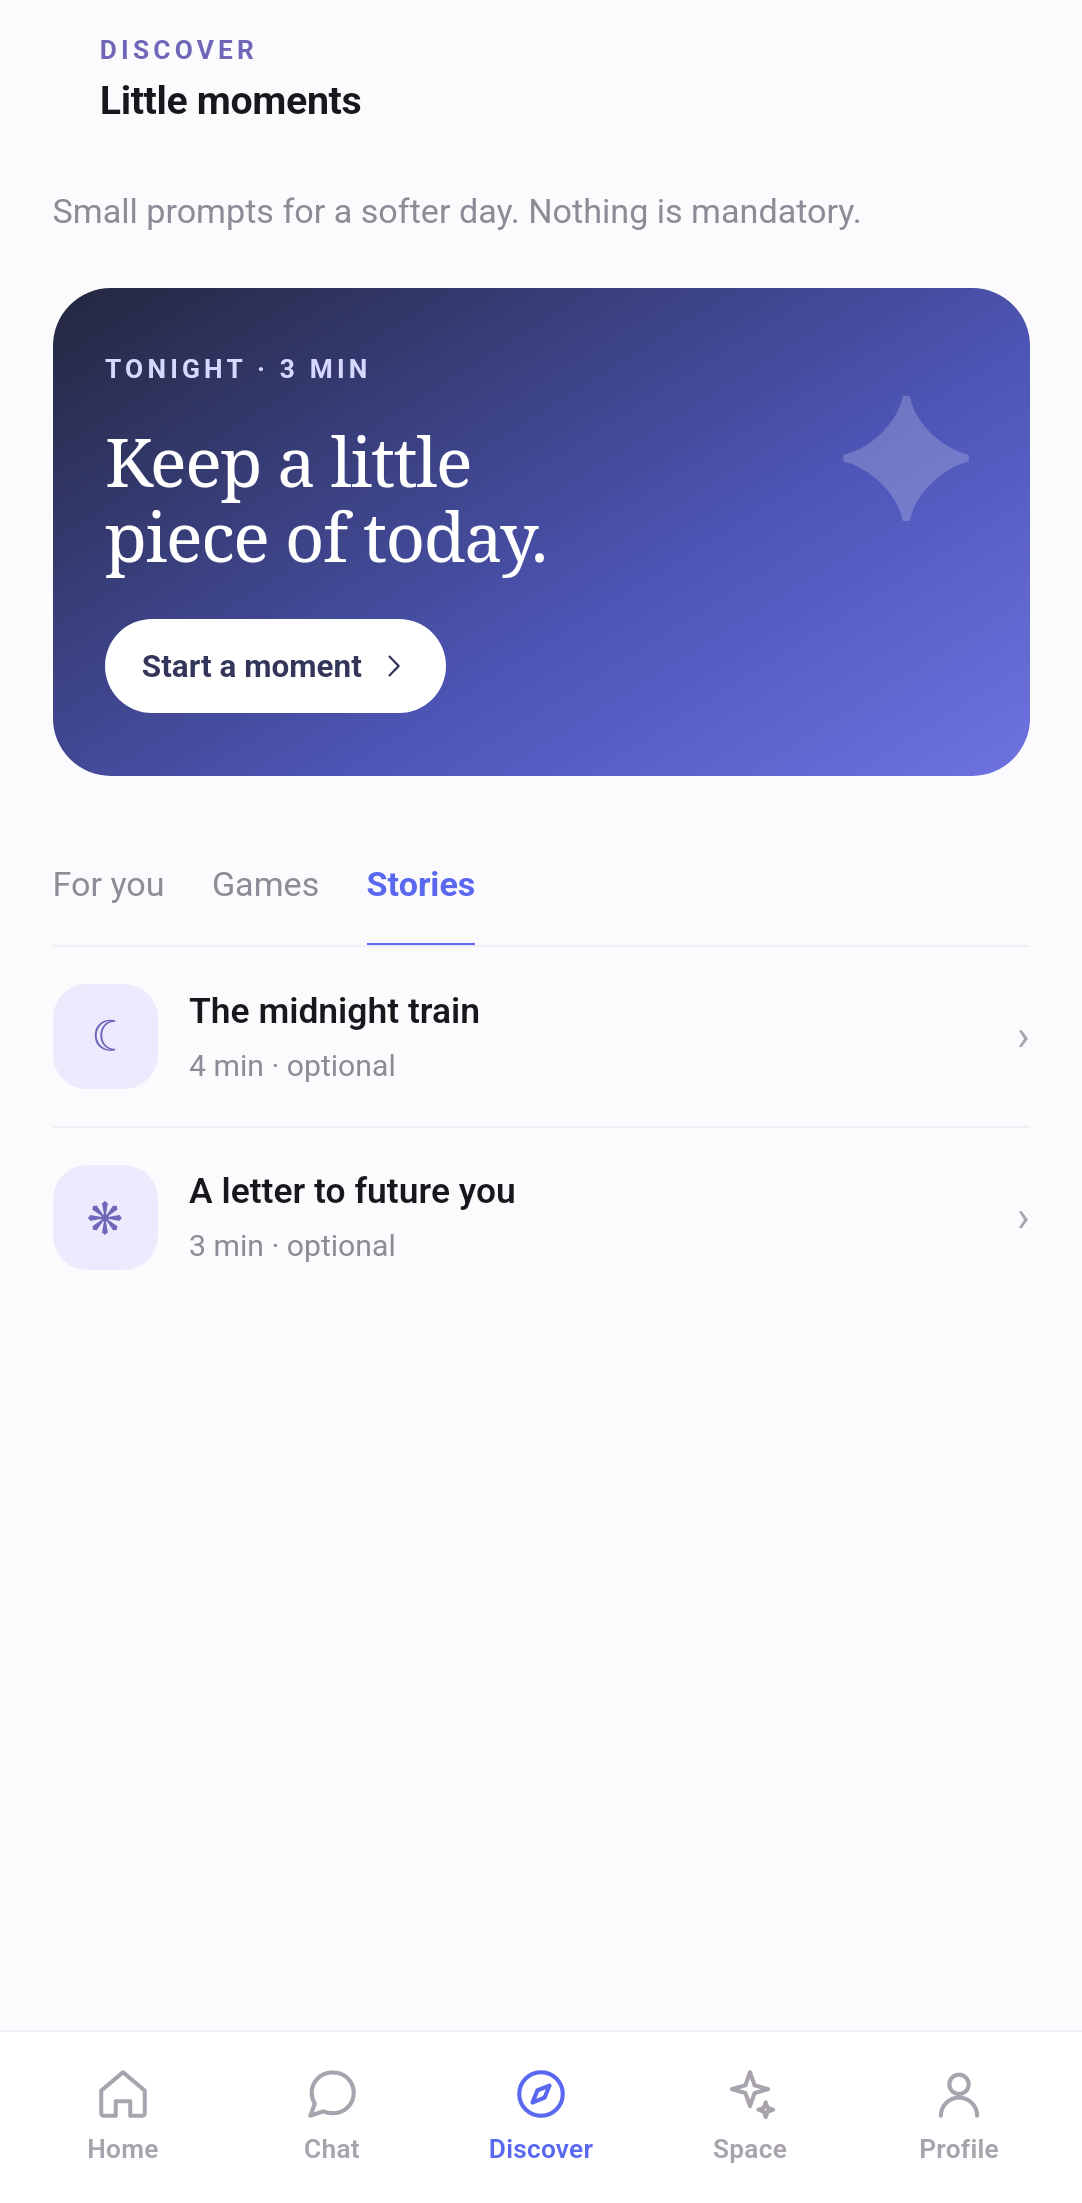 DISCOVER
Little moments
Small prompts for a softer day. Nothing is mandatory.
TONIGHT · 3 MIN
Keep a little
piece of today.
Start a moment
For you Games Stories
The midnight train
4 min · optional
A letter to future you
3 min · optional
Home Chat Discover Space Profile